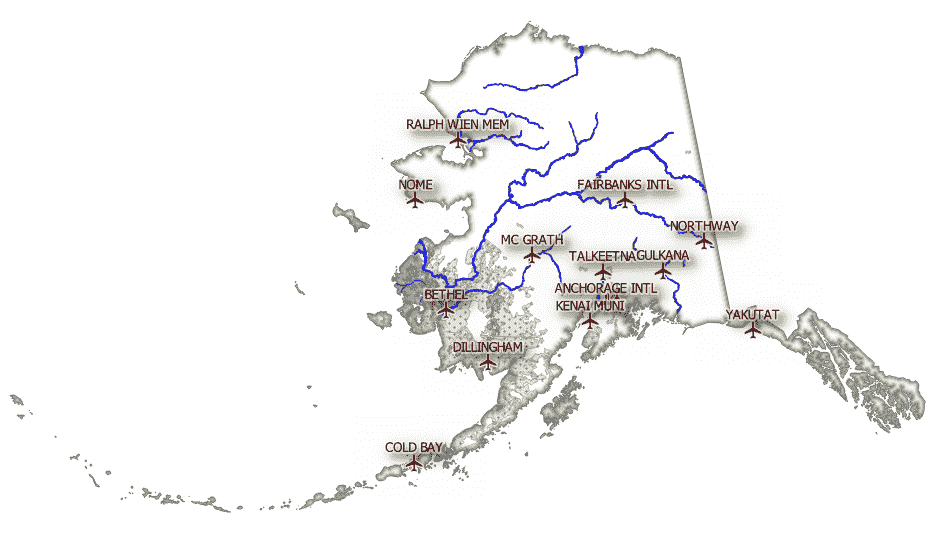 RALPH WIEN MEM
NOME
FAIRBANKS INTL
NORTHWAY
MC GRATH
TALKEETNA
GULKANA
ANCHORAGE INTL
BETHEL
KENAI MUNI
YAKUTAT
DILLINGHAM
COLD BAY